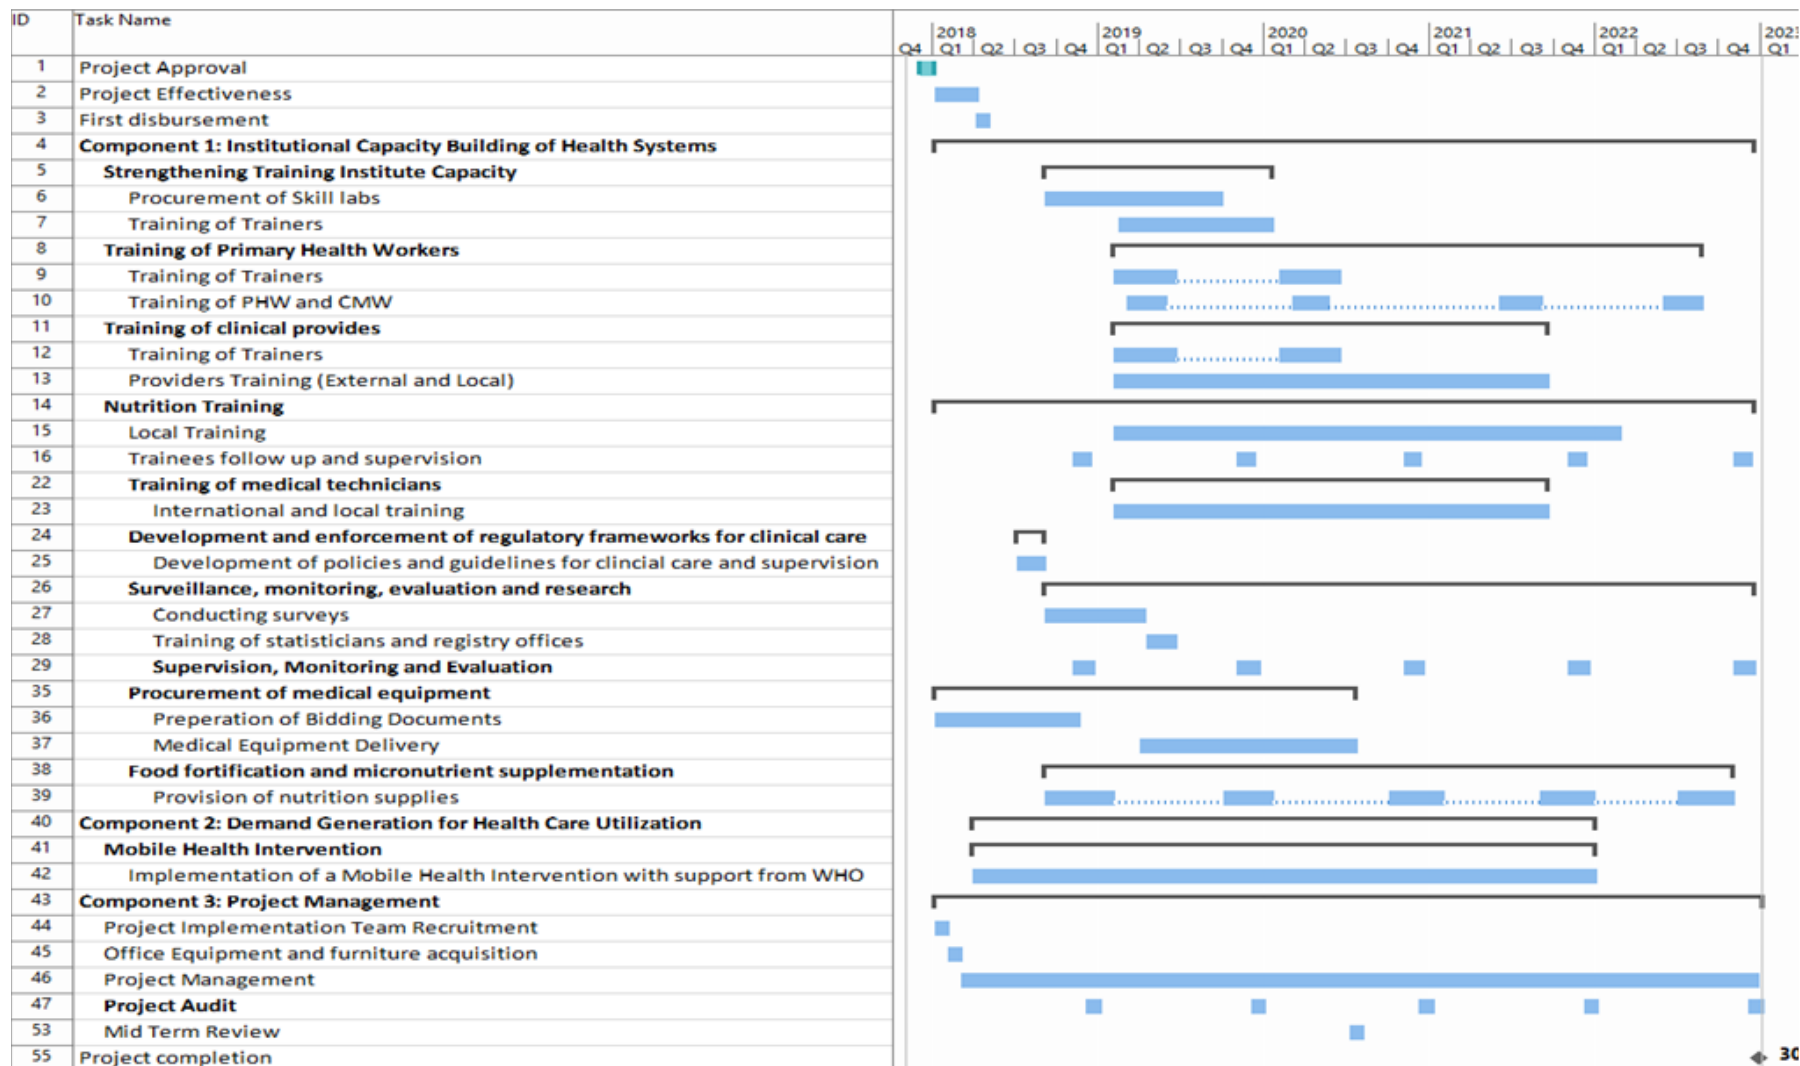 ID Task Name
2018 2019 2020 2021 2022 2023
Q4 Q1 Q2 Q3 Q4 Q1 Q2 Q3 Q4 Q1 Q2 Q3 Q4 Q1 Q2 Q3 Q4 Q1 Q2 Q3 Q4 Q1
1 Project Approval
2 Project Effectiveness
3 First disbursement
4 Component 1: Institutional Capacity Building of Health Systems
5 Strengthening Training Institute Capacity
6 Procurement of Skill labs
7 Training of Trainers
8 Training of Primary Health Workers
9 Training of Trainers
10 Training of PHW and CMW
11 Training of clinical provides
12 Training of Trainers
13 Providers Training (External and Local)
14 Nutrition Training
15 Local Training
16 Trainees follow up and supervision
22 Training of medical technicians
23 International and local training
24 Development and enforcement of regulatory frameworks for clinical care
25 Development of policies and guidelines for clincial care and supervision
26 Surveillance, monitoring, evaluation and research
27 Conducting surveys
28 Training of statisticians and registry offices
29 Supervision, Monitoring and Evaluation
35 Procurement of medical equipment
36 Preperation of Bidding Documents
37 Medical Equipment Delivery
38 Food fortification and micronutrient supplementation
39 Provision of nutrition supplies
40 Component 2: Demand Generation for Health Care Utilization
41 Mobile Health Intervention
42 Implementation of a Mobile Health Intervention with support from WHO
43 Component 3: Project Management
44 Project Implementation Team Recruitment
45 Office Equipment and furniture acquisition
46 Project Management
47 Project Audit
53 Mid Term Review
55 Project completion 30